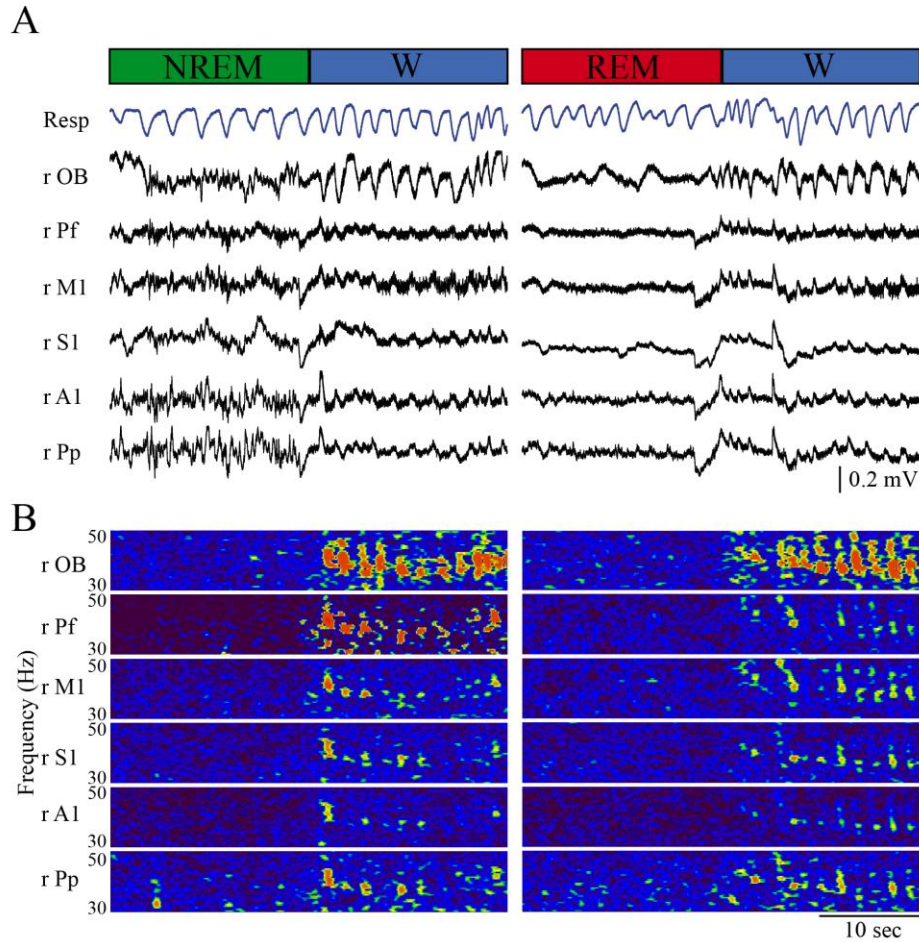 A
NREM W REM W
Resp
r OB
r Pf
r M1
r S1
r A1
r Pp
0.2 mV
B
50
r OB
30
50
r Pf
30
50
r M1
30
50
r S1
30
50
r A1
30
50
r Pp
30
Frequency (Hz)
10 sec